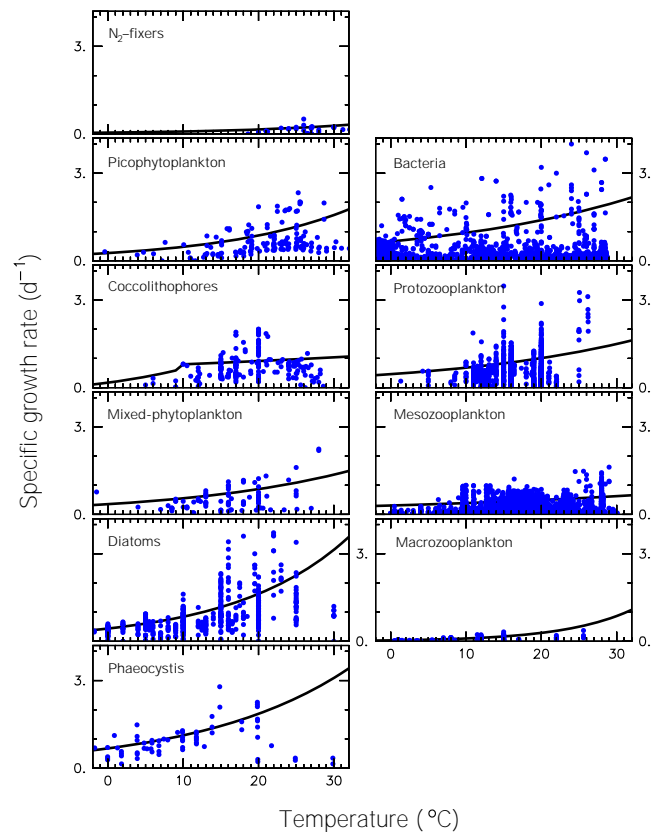 N₂–fixers
3.
0.
Picophytoplankton
3.
0.
Bacteria
3.
0.
Coccolithophores
3.
0.
Protozooplankton
3.
0.
Mixed-phytoplankton
3.
0.
Mesozooplankton
3.
0.
Diatoms
3.
0.
Macrozooplankton
3.
0.
0 10 20 30
Phaeocystis
3.
0.
0 10 20 30
Specific growth rate (d⁻¹)
Temperature (°C)